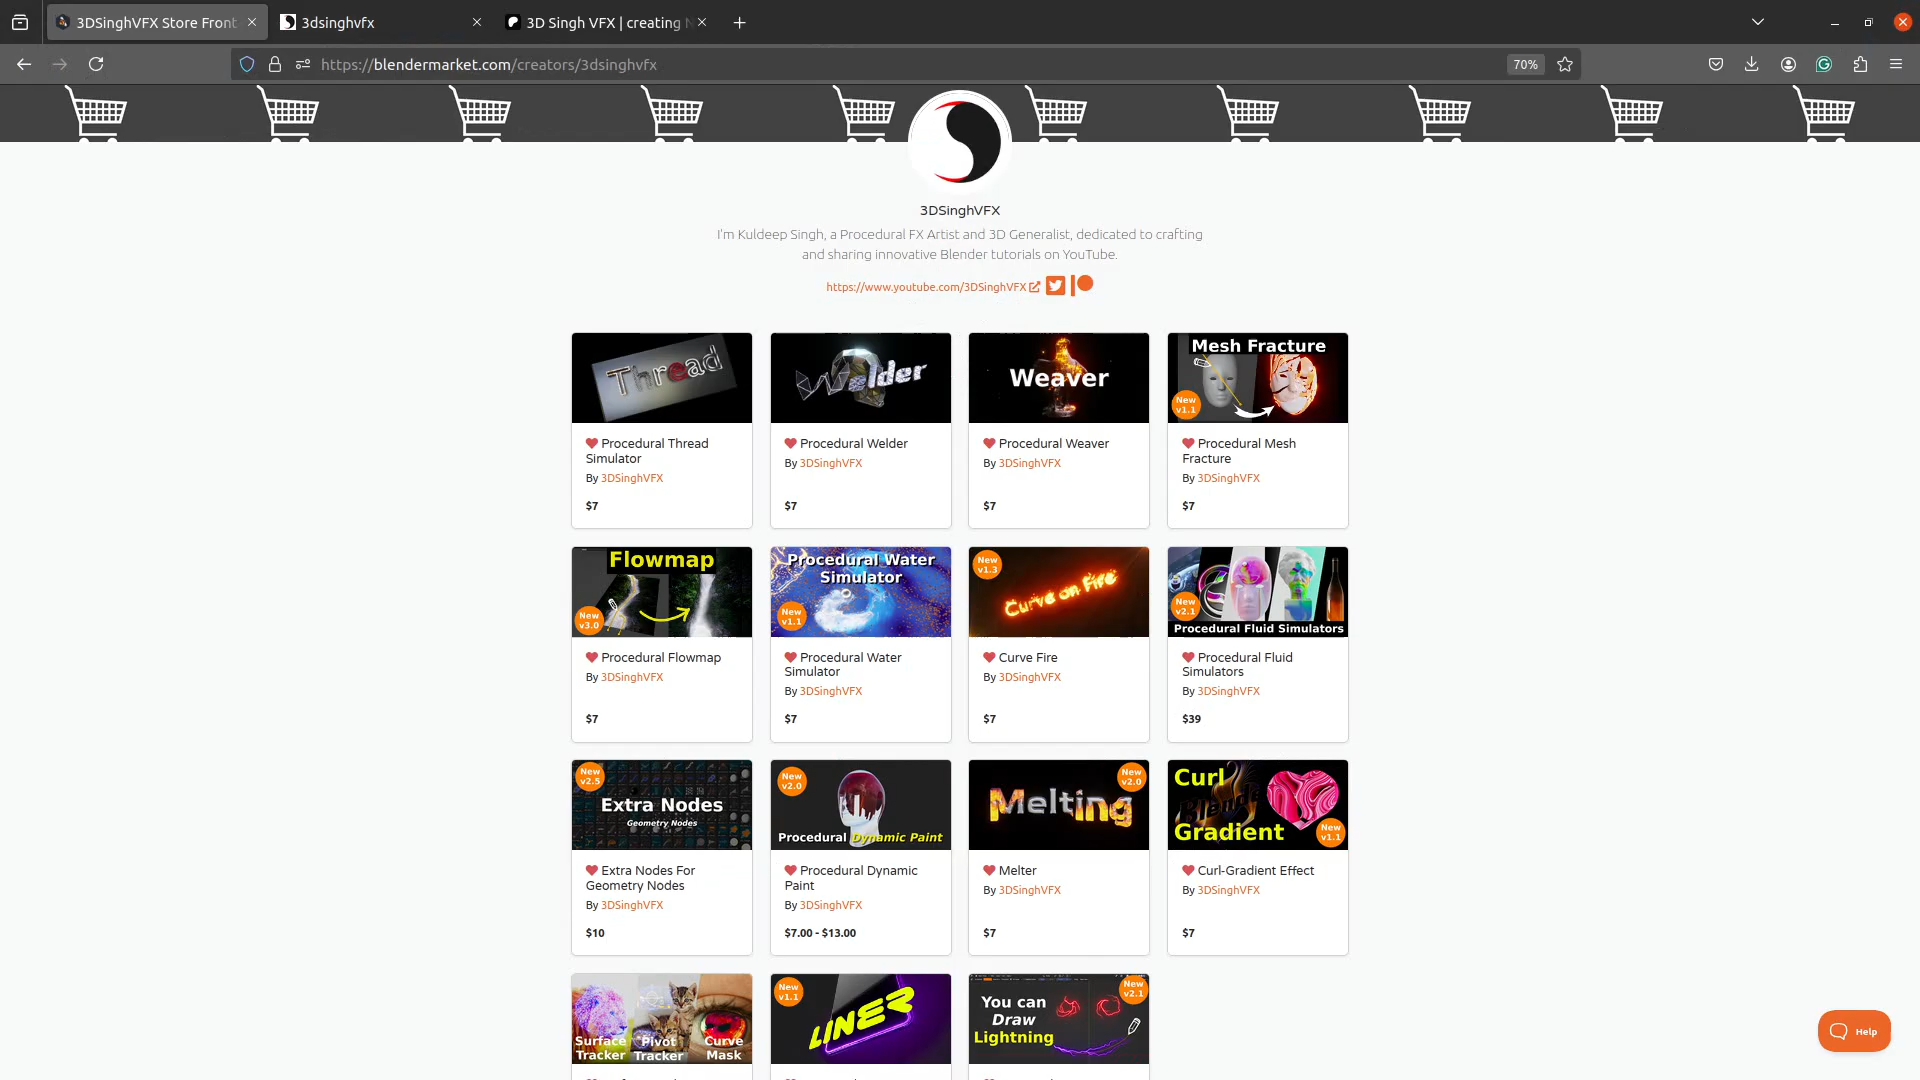 3DSinghVFX Store Front
3dsinghvfx
3D Singh VFX | creating
https://blendermarket.com/creators/3dsinghvfx
70%
3DSinghVFX
I'm Kuldeep Singh, a Procedural FX Artist and 3D Generalist, dedicated to crafting
and sharing innovative Blender tutorials on YouTube.
https://www.youtube.com/3DSinghVFX
Thread
Procedural Thread
Simulator
By 3DSinghVFX
$7
Welder
Procedural Welder
By 3DSinghVFX
$7
Weaver
Procedural Weaver
By 3DSinghVFX
$7
Mesh Fracture
New
v1.1
Procedural Mesh
Fracture
By 3DSinghVFX
$7
Flowmap
New
v3.0
Procedural Flowmap
By 3DSinghVFX
$7
Procedural Water
Simulator
New
v1.1
Procedural Water
Simulator
By 3DSinghVFX
$7
New
v1.3
Curve on Fire
Curve Fire
By 3DSinghVFX
$7
New
v2.1
Procedural Fluid Simulators
Procedural Fluid
Simulators
By 3DSinghVFX
$39
New
v2.5
Extra Nodes
Geometry Nodes
Extra Nodes For
Geometry Nodes
By 3DSinghVFX
$10
New
v2.0
Procedural Dynamic Paint
Procedural Dynamic
Paint
By 3DSinghVFX
$7.00 - $13.00
New
v2.0
Melting
Melter
By 3DSinghVFX
$7
Curl
Gradient
New
v1.1
Curl-Gradient Effect
By 3DSinghVFX
$7
Surface
Tracker
Pivot
Tracker
Curve
Mask
New
v1.1
LINER
New
v2.1
You can
Draw
Lightning
Help